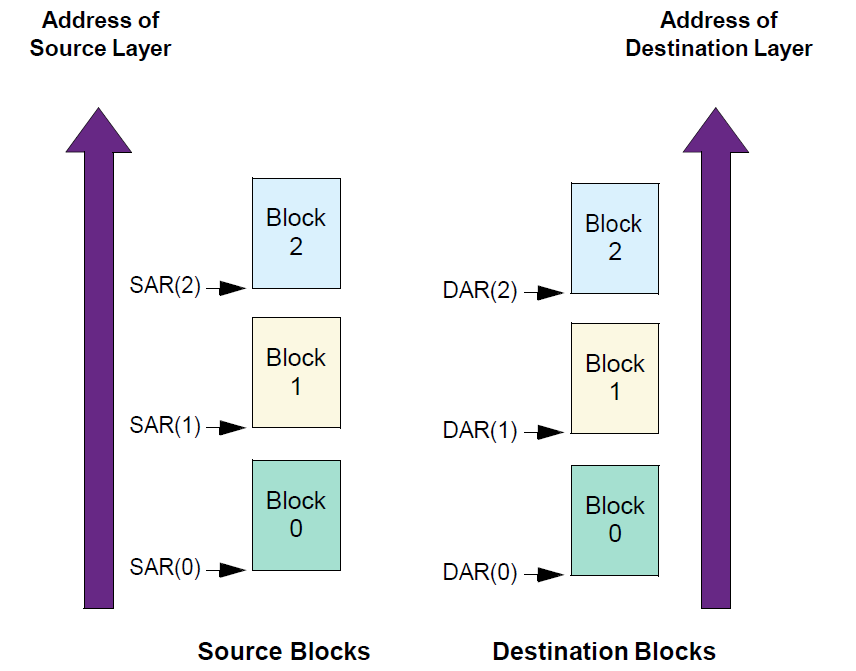 Address of
Source Layer
Address of
Destination Layer
Block
2
SAR(2)
Block
2
DAR(2)
Block
1
SAR(1)
Block
1
DAR(1)
Block
0
SAR(0)
Block
0
DAR(0)
Source Blocks
Destination Blocks